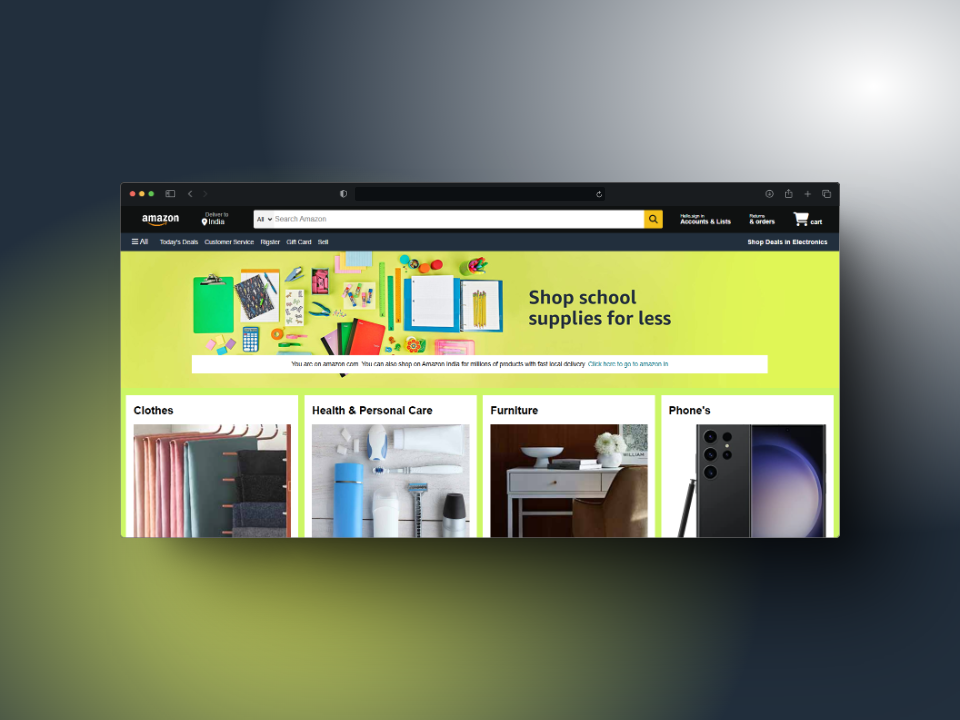 amazon
Deliver to
India
All
Search Amazon
Hello,sign in
Accounts & Lists
Returns
& orders
cart
All
Today's Deals
Customer Service
Rigster
Gift Card
Sell
Shop Deals in Electronics
Shop school
supplies for less
You are on amazon.com. You can also shop on Amazon India for millions of products with fast local delivery. Click here to go to amazon.in
Clothes
Health & Personal Care
Furniture
Phone's
WILLIAM